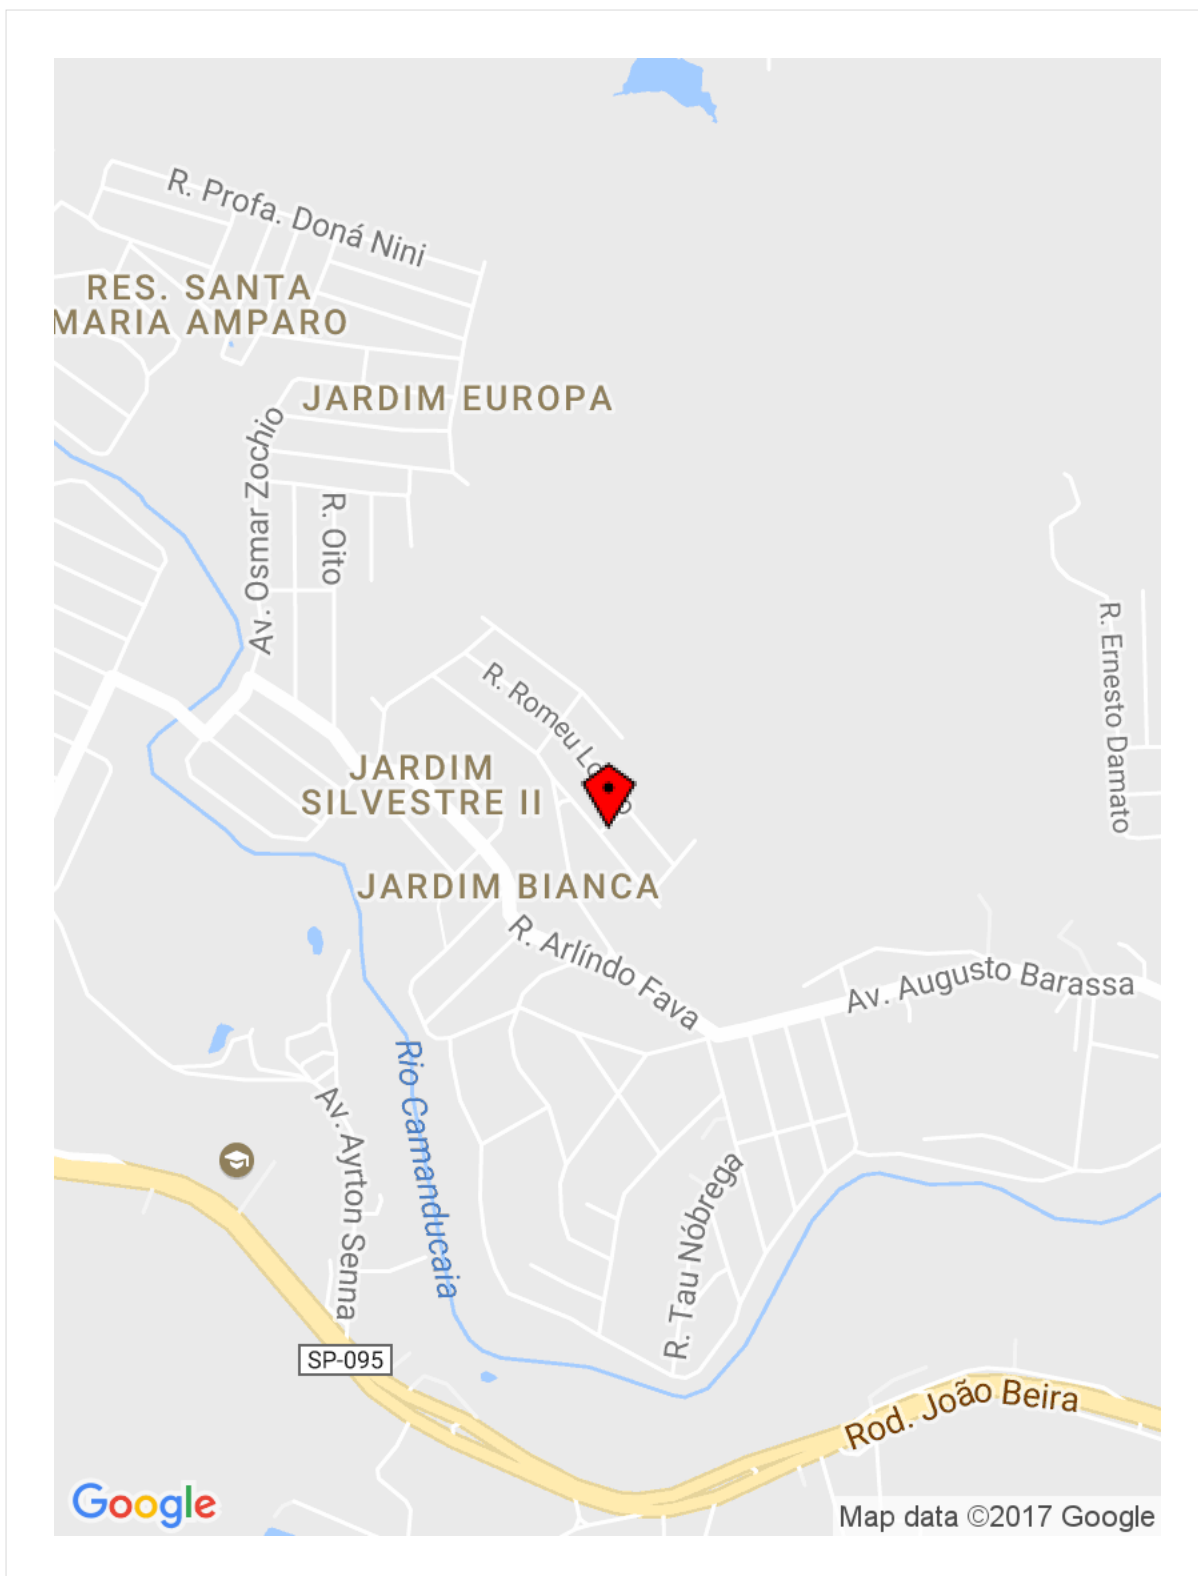 R. Profa. Doná Nini
RES. SANTA
MARIA AMPARO
JARDIM EUROPA
Av. Osmar Zochio
R. Oito
R. Ernesto Damato
R. Romeu
JARDIM
SILVESTRE II
JARDIM BIANCA
R. Arlíndo Fava
Av. Augusto Barassa
Rio Camanducaia
Av. Ayrton Senna
R. Tau Nóbrega
SP-095
Rod. João Beira
Google
Map data ©2017 Google